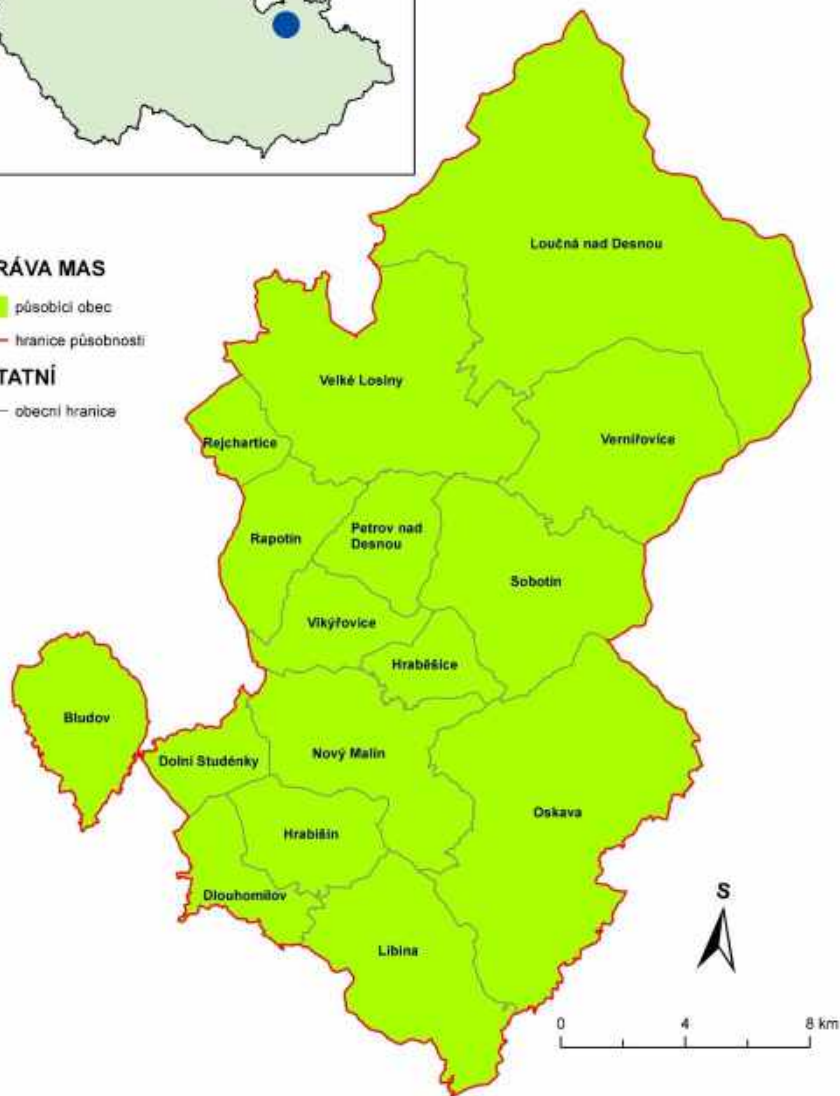 RÁVA MAS
působící obec
hranice působnosti
TATNÍ
obecní hranice
Loučná nad Desnou
Velké Losiny
Rejchartice
Vernířovice
Rapotín
Petrov nad
Desnou
Sobotín
Vikýřovice
Hraběšice
Bludov
Dolní Studénky
Nový Malín
Hrabišín
Oskava
Dlouhomilov
Libina
S
0 4 8 km